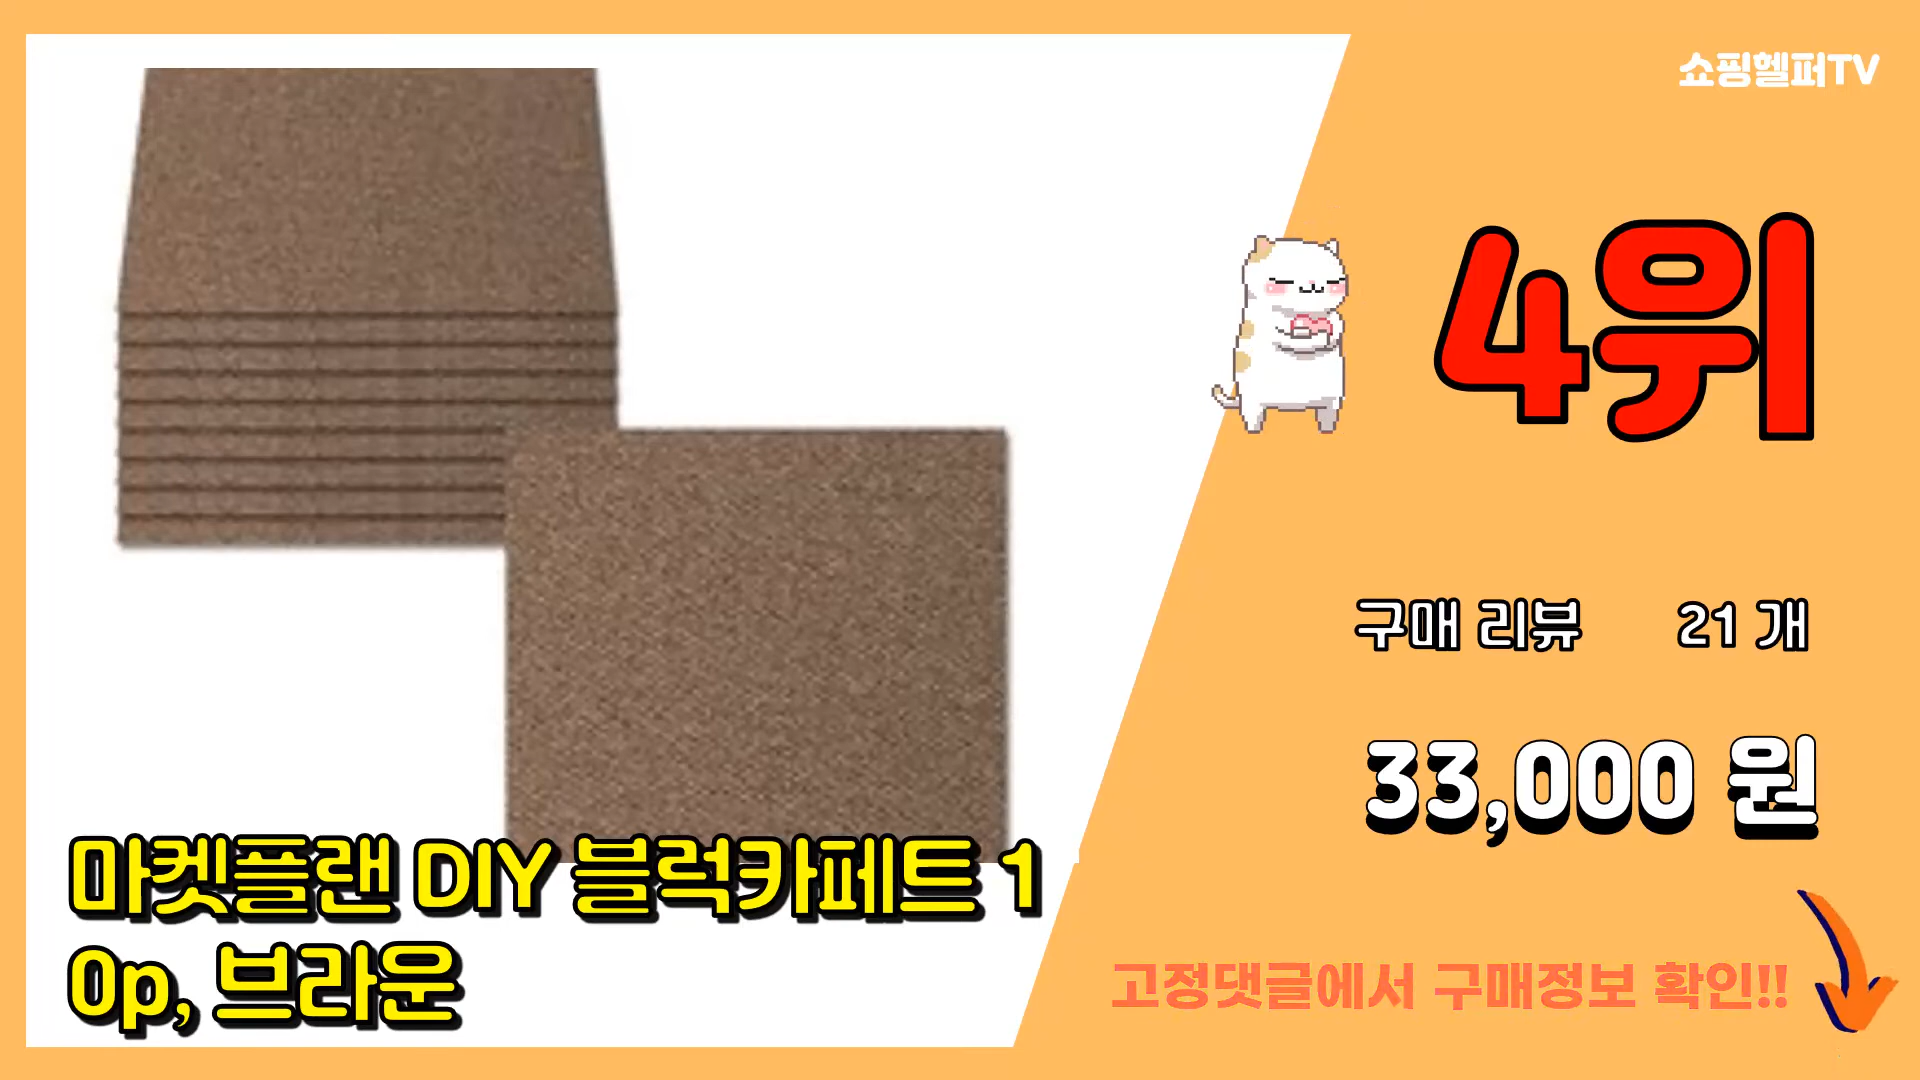 쇼핑헬퍼TV
4위
구매 리뷰 21 개
33,000 원
마켓플랜 DIY 블럭카페트 1
0p, 브라운
고정댓글에서 구매정보 확인!!